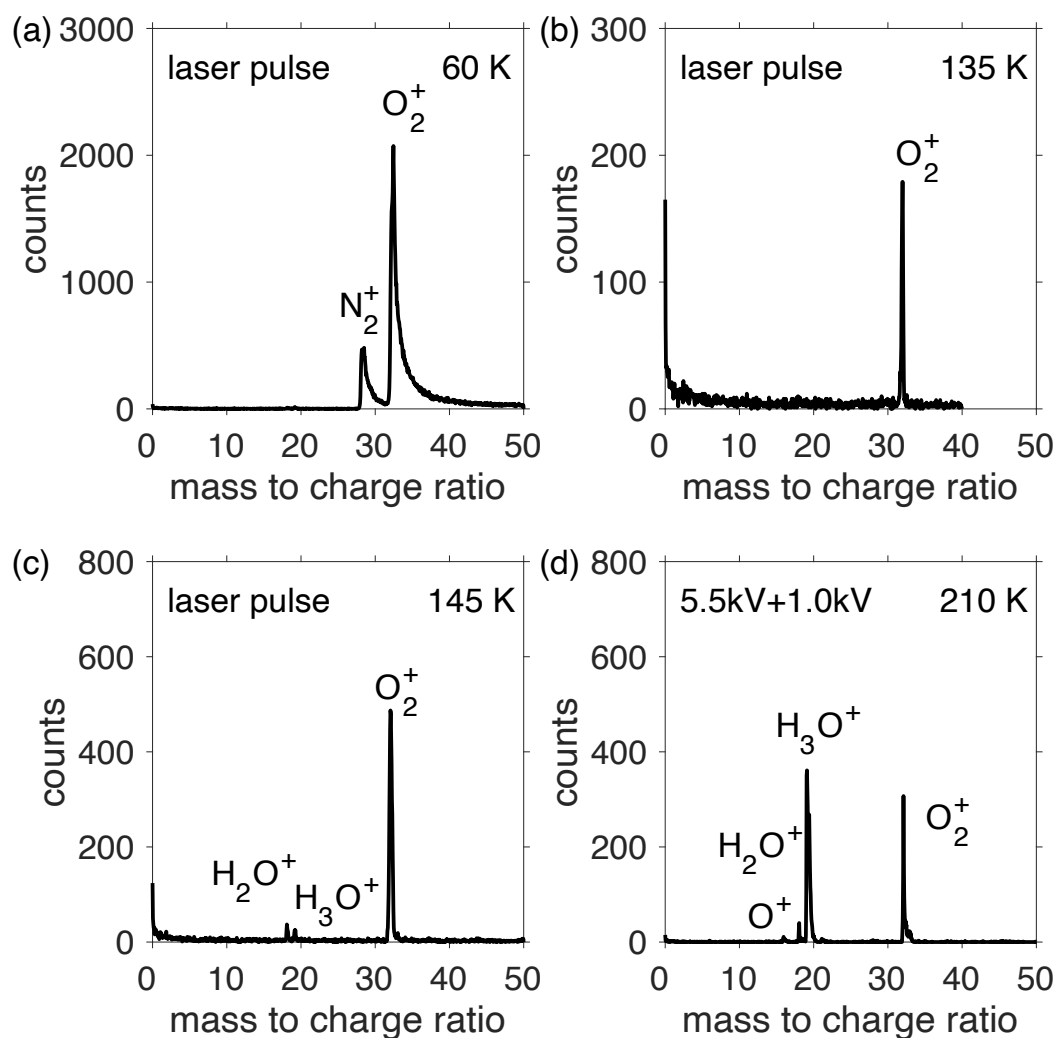 (a)
laser pulse 60 K
O₂⁺
N₂⁺
3000
2000
1000
0
counts
0 10 20 30 40 50
mass to charge ratio
(b)
laser pulse 135 K
O₂⁺
300
200
100
0
counts
0 10 20 30 40 50
mass to charge ratio
(c)
laser pulse 145 K
O₂⁺
H₂O⁺
H₃O⁺
800
600
400
200
0
counts
0 10 20 30 40 50
mass to charge ratio
(d)
5.5kV+1.0kV 210 K
H₃O⁺
O₂⁺
H₂O⁺
O⁺
800
600
400
200
0
counts
0 10 20 30 40 50
mass to charge ratio